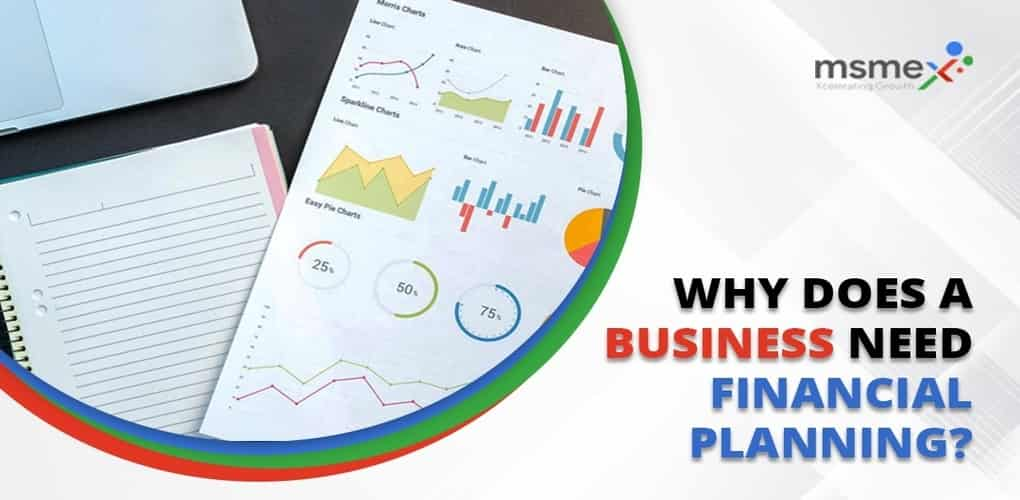 Morris Charts
Line Chart
Area Chart
Bar Chart
Sparkline Charts
Line Chart
Bar Chart
Pie Chart
Easy Pie Charts
25%
50%
75%
msmex
Xcelerating Growth
WHY DOES A
BUSINESS NEED
FINANCIAL
PLANNING?